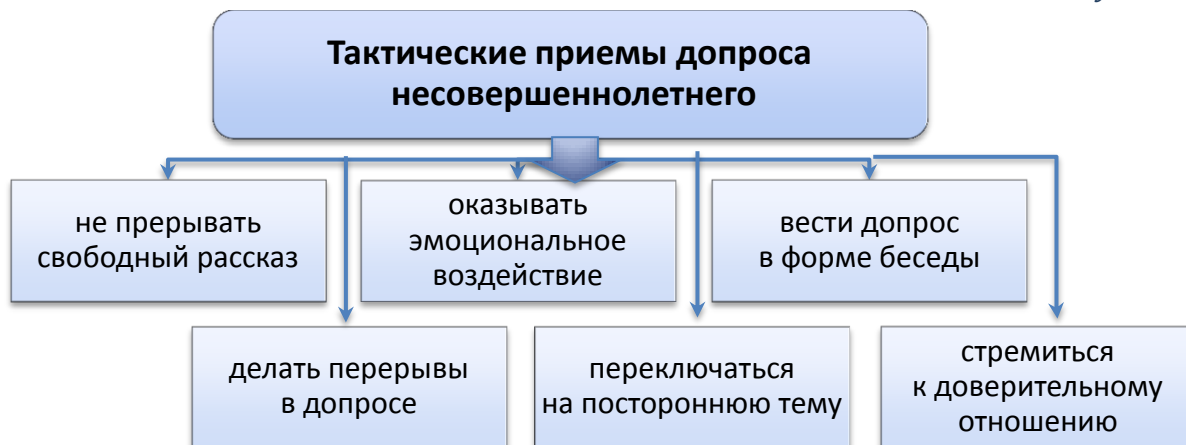 Тактические приемы допроса
несовершеннолетнего
не прерывать
свободный рассказ
оказывать
эмоциональное
воздействие
вести допрос
в форме беседы
делать перерывы
в допросе
переключаться
на постороннюю тему
стремиться
к доверительному
отношению